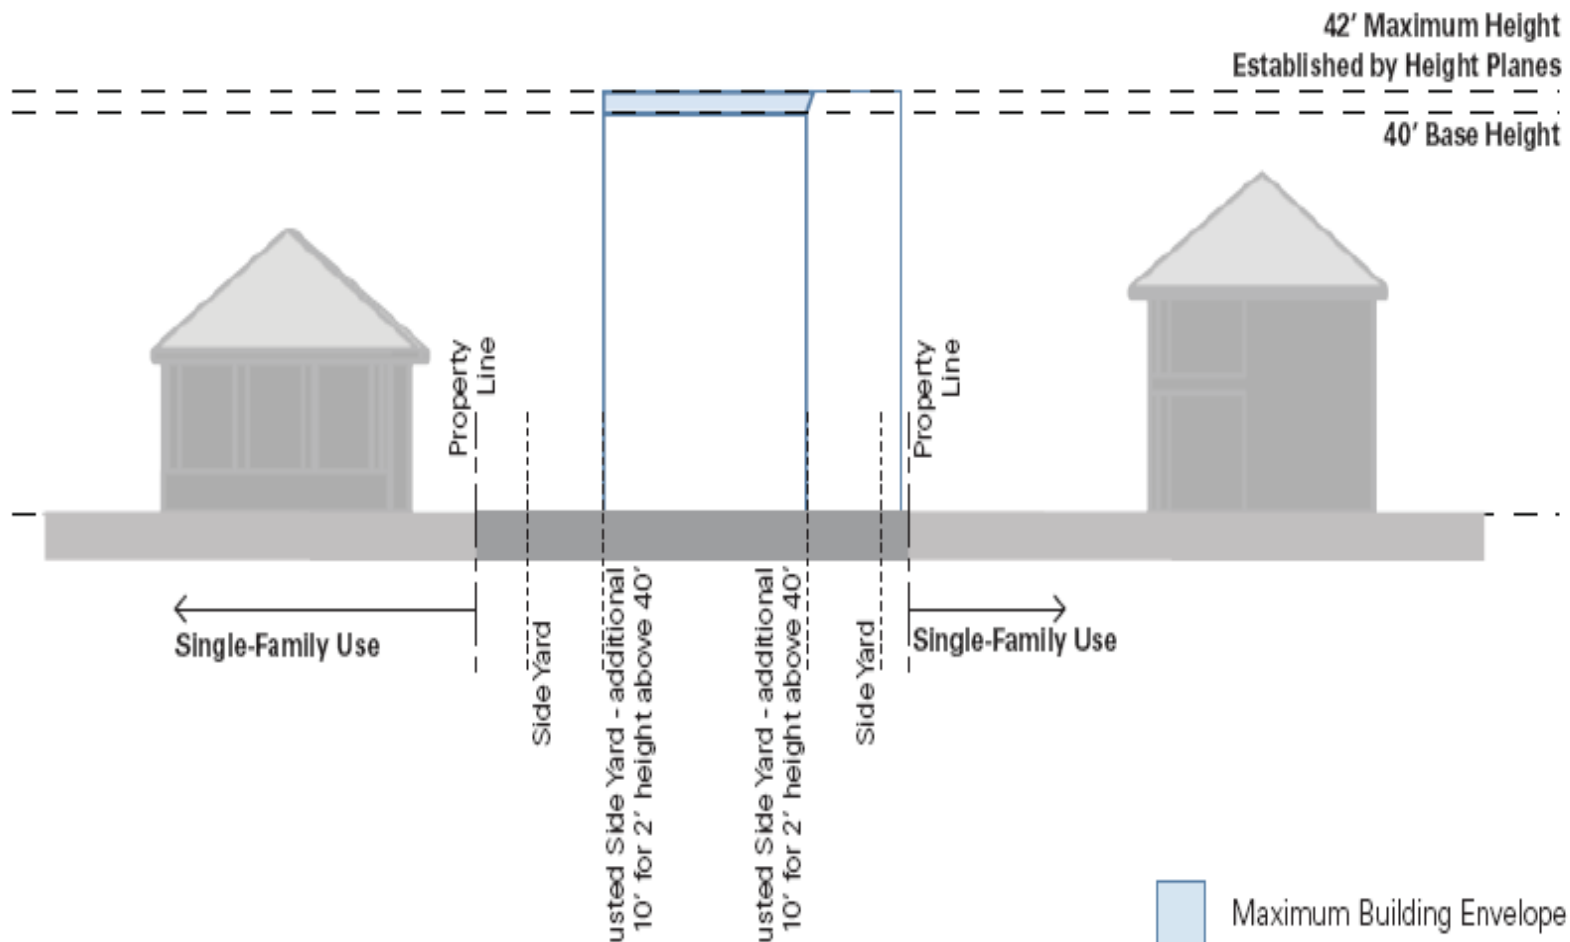 42′ Maximum Height
Established by Height Planes
40′ Base Height
Property
Line
Property
Line
Single-Family Use
Single-Family Use
Side Yard
usted Side Yard - additional
10′ for 2′ height above 40′
usted Side Yard - additional
10′ for 2′ height above 40′
Side Yard
Maximum Building Envelope